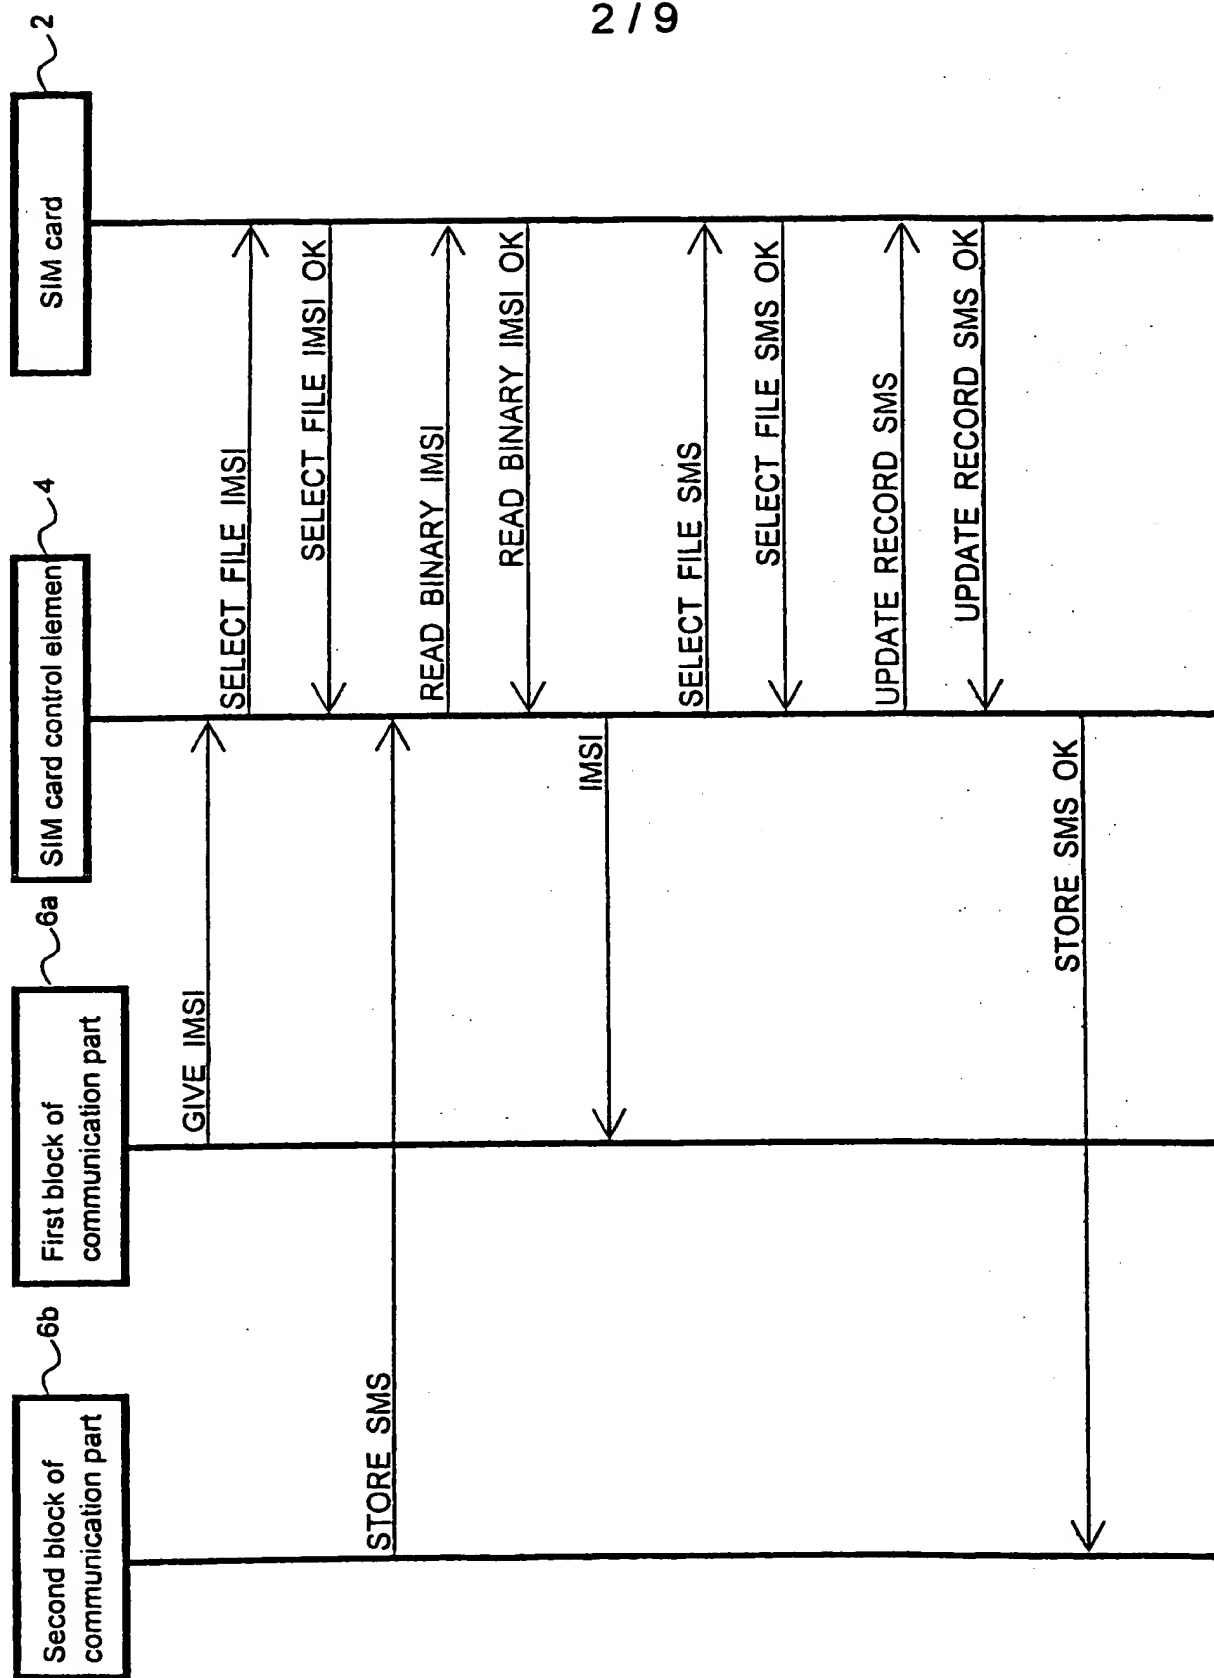 2 / 9
Second block of
communication part
6b
First block of
communication part
6a
SIM card control element
4
SIM card
2
GIVE IMSI
SELECT FILE IMSI
SELECT FILE IMSI OK
STORE SMS
READ BINARY IMSI
READ BINARY IMSI OK
IMSI
SELECT FILE SMS
SELECT FILE SMS OK
UPDATE RECORD SMS
UPDATE RECORD SMS OK
STORE SMS OK